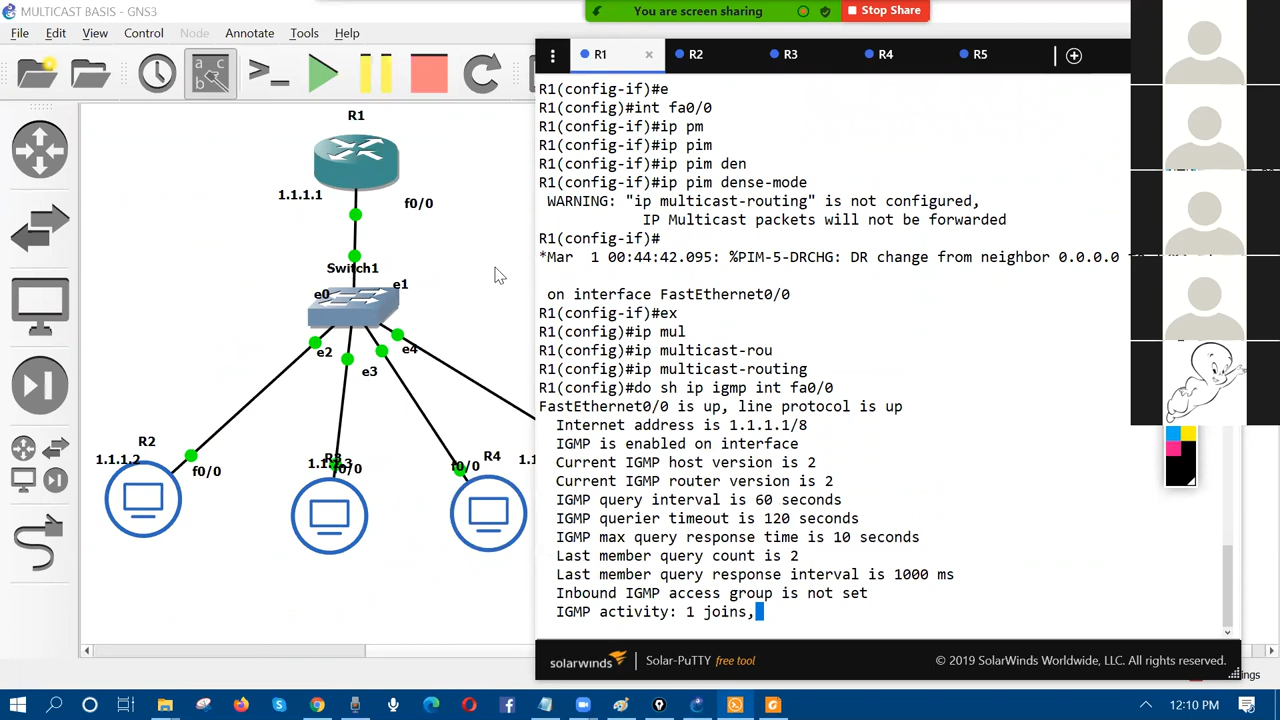 MULTICAST BASIS - GNS3
You are screen sharing
Stop Share
File Edit View Control Node Annotate Tools Help
R1 × R2 R3 R4 R5
R1
1.1.1.1
f0/0
Switch1
e0
e1
e2
e3
e4
R2
1.1.1.2
f0/0
f0/0
R4
f0/0
R1(config-if)#e
R1(config)#int fa0/0
R1(config-if)#ip pm
R1(config-if)#ip pim
R1(config-if)#ip pim den
R1(config-if)#ip pim dense-mode
WARNING: "ip multicast-routing" is not configured,
IP Multicast packets will not be forwarded
R1(config-if)#
*Mar 1 00:44:42.095: %PIM-5-DRCHG: DR change from neighbor 0.0.0.0
on interface FastEthernet0/0
R1(config-if)#ex
R1(config)#ip mul
R1(config)#ip multicast-rou
R1(config)#ip multicast-routing
R1(config)#do sh ip igmp int fa0/0
FastEthernet0/0 is up, line protocol is up
Internet address is 1.1.1.1/8
IGMP is enabled on interface
Current IGMP host version is 2
Current IGMP router version is 2
IGMP query interval is 60 seconds
IGMP querier timeout is 120 seconds
IGMP max query response time is 10 seconds
Last member query count is 2
Last member query response interval is 1000 ms
Inbound IGMP access group is not set
IGMP activity: 1 joins,
solarwinds Solar-PuTTY free tool © 2019 SolarWinds Worldwide, LLC. All rights reserved.
12:10 PM